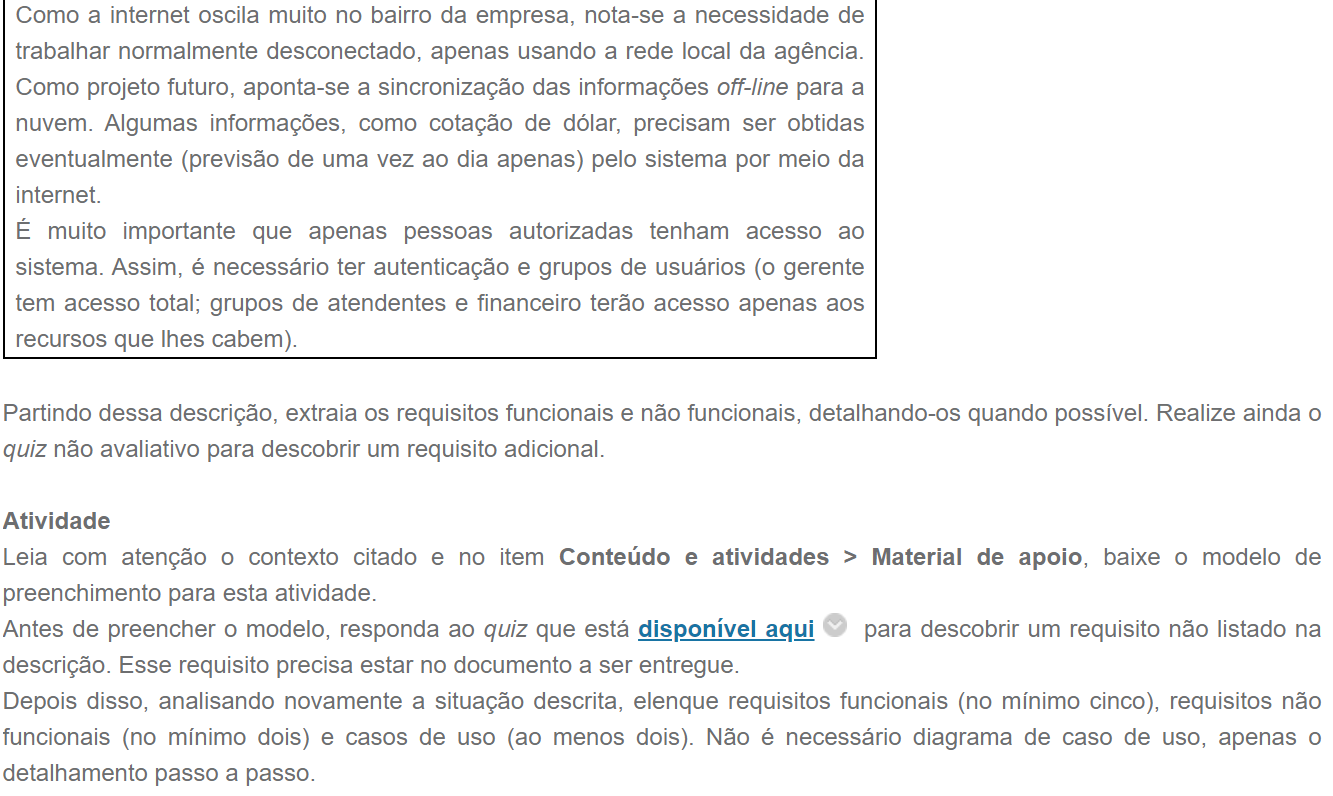 Como a internet oscila muito no bairro da empresa, nota-se a necessidade de
trabalhar normalmente desconectado, apenas usando a rede local da agência.
Como projeto futuro, aponta-se a sincronização das informações off-line para a
nuvem. Algumas informações, como cotação de dólar, precisam ser obtidas
eventualmente (previsão de uma vez ao dia apenas) pelo sistema por meio da
internet.
É muito importante que apenas pessoas autorizadas tenham acesso ao
sistema. Assim, é necessário ter autenticação e grupos de usuários (o gerente
tem acesso total; grupos de atendentes e financeiro terão acesso apenas aos
recursos que lhes cabem).
Partindo dessa descrição, extraia os requisitos funcionais e não funcionais, detalhando-os quando possível. Realize ainda o
quiz não avaliativo para descobrir um requisito adicional.
Atividade
Leia com atenção o contexto citado e no item Conteúdo e atividades > Material de apoio, baixe o modelo de
preenchimento para esta atividade.
Antes de preencher o modelo, responda ao quiz que está disponível aqui para descobrir um requisito não listado na
descrição. Esse requisito precisa estar no documento a ser entregue.
Depois disso, analisando novamente a situação descrita, elenque requisitos funcionais (no mínimo cinco), requisitos não
funcionais (no mínimo dois) e casos de uso (ao menos dois). Não é necessário diagrama de caso de uso, apenas o
detalhamento passo a passo.